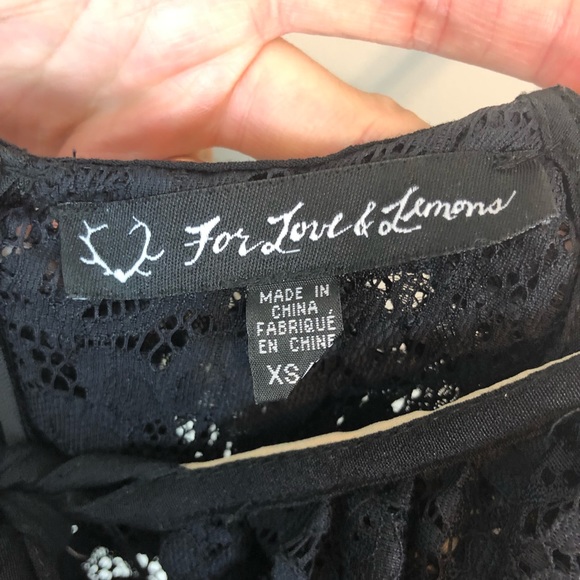 For Love & Lemons
MADE IN
CHINA
FABRIQUÉ
EN CHINE
XS/